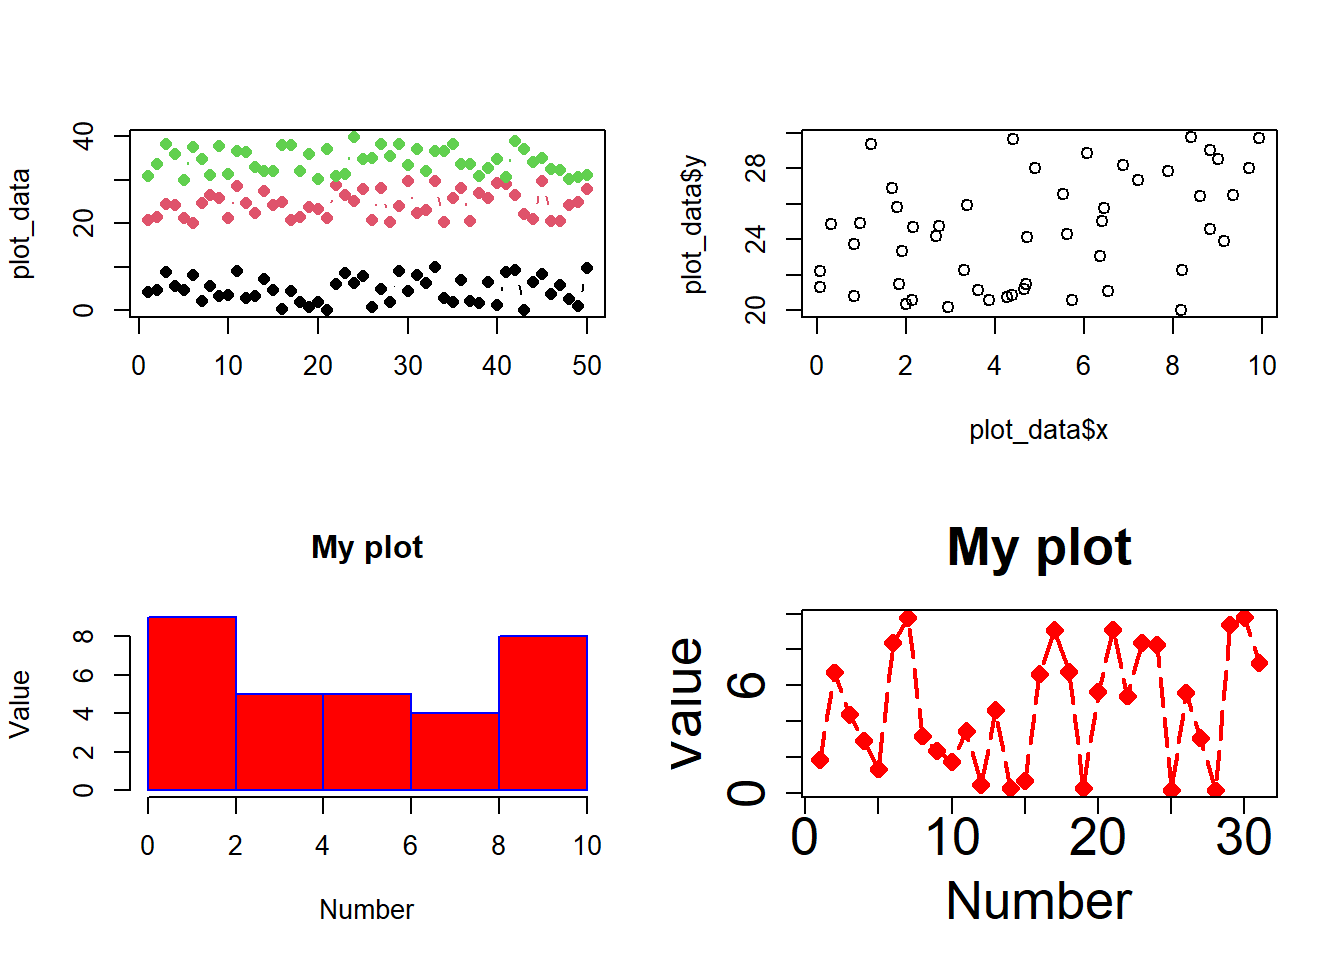 plot_data
0 20 40
0 10 20 30 40 50
plot_data$y
20 24 28
0 2 4 6 8 10
plot_data$x
My plot
Value
0 2 4 6 8
0 2 4 6 8 10
Number
My plot
value
0 6
0 10 20 30
Number